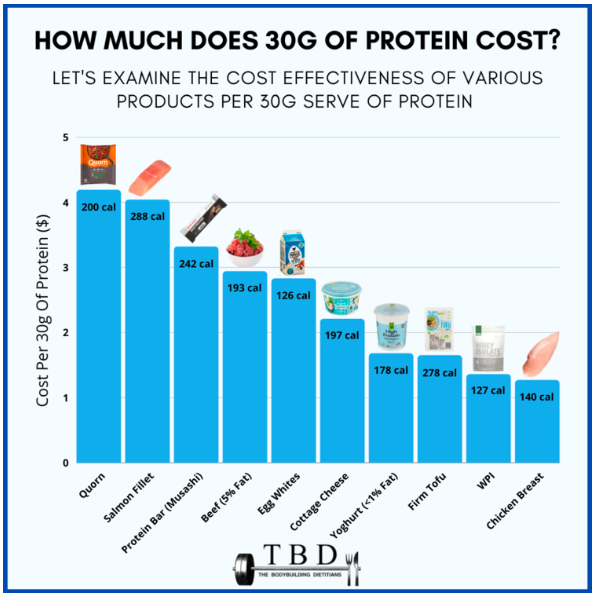 HOW MUCH DOES 30G OF PROTEIN COST?
LET'S EXAMINE THE COST EFFECTIVENESS OF VARIOUS
PRODUCTS PER 30G SERVE OF PROTEIN
Cost Per 30g Of Protein ($)
5
4
3
2
1
0
Quorn
200 cal
288 cal
242 cal
193 cal
126 cal
197 cal
178 cal
278 cal
127 cal
140 cal
Quorn
Salmon Fillet
Protein Bar (Musashi)
Beef (5% Fat)
Egg Whites
Cottage Cheese
Yoghurt (<1% Fat)
Firm Tofu
WPI
Chicken Breast
TBD
THE BODYBUILDING DIETITIANS